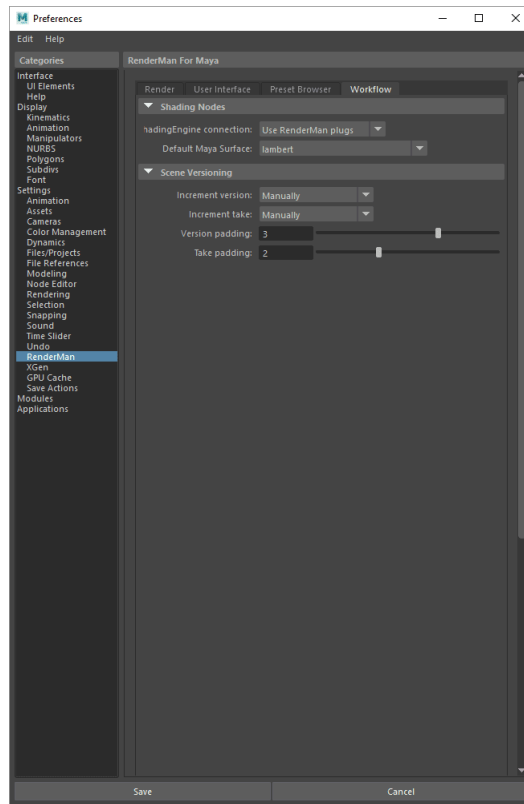 Preferences
Edit Help
Categories
Interface
UI Elements
Help
Display
Kinematics
Animation
Manipulators
NURBS
Polygons
Subdivs
Font
Settings
Animation
Assets
Cameras
Color Management
Dynamics
Files/Projects
File References
Modeling
Node Editor
Rendering
Selection
Snapping
Sound
Time Slider
Undo
RenderMan
XGen
GPU Cache
Save Actions
Modules
Applications
RenderMan For Maya
Render User Interface Preset Browser Workflow
Shading Nodes
hadingEngine connection: Use RenderMan plugs
Default Maya Surface: lambert
Scene Versioning
Increment version: Manually
Increment take: Manually
Version padding: 3
Take padding: 2
Save Cancel